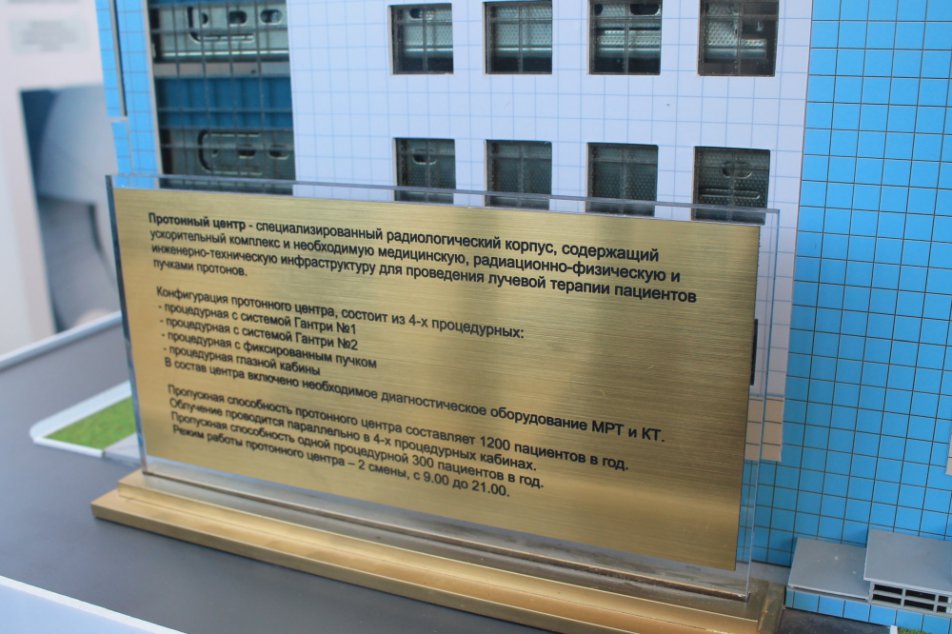 Протонный центр - специализированный радиологический корпус, содержащий
ускорительный комплекс и необходимую медицинскую, радиационно-физическую и
инженерно-техническую инфраструктуру для проведения лучевой терапии пациентов
пучками протонов.
Конфигурация протонного центра, состоит из 4-х процедурных:
- процедурная с системой Гантри №1
- процедурная с системой Гантри №2
- процедурная с фиксированным пучком
- процедурная глазной кабины
В состав центра включено необходимое диагностическое оборудование МРТ и КТ.
Пропускная способность протонного центра составляет 1200 пациентов в год.
Облучение проводится параллельно в 4-х процедурных кабинах.
Пропускная способность одной процедурной 300 пациентов в год.
Режим работы протонного центра – 2 смены, с 9.00 до 21.00.